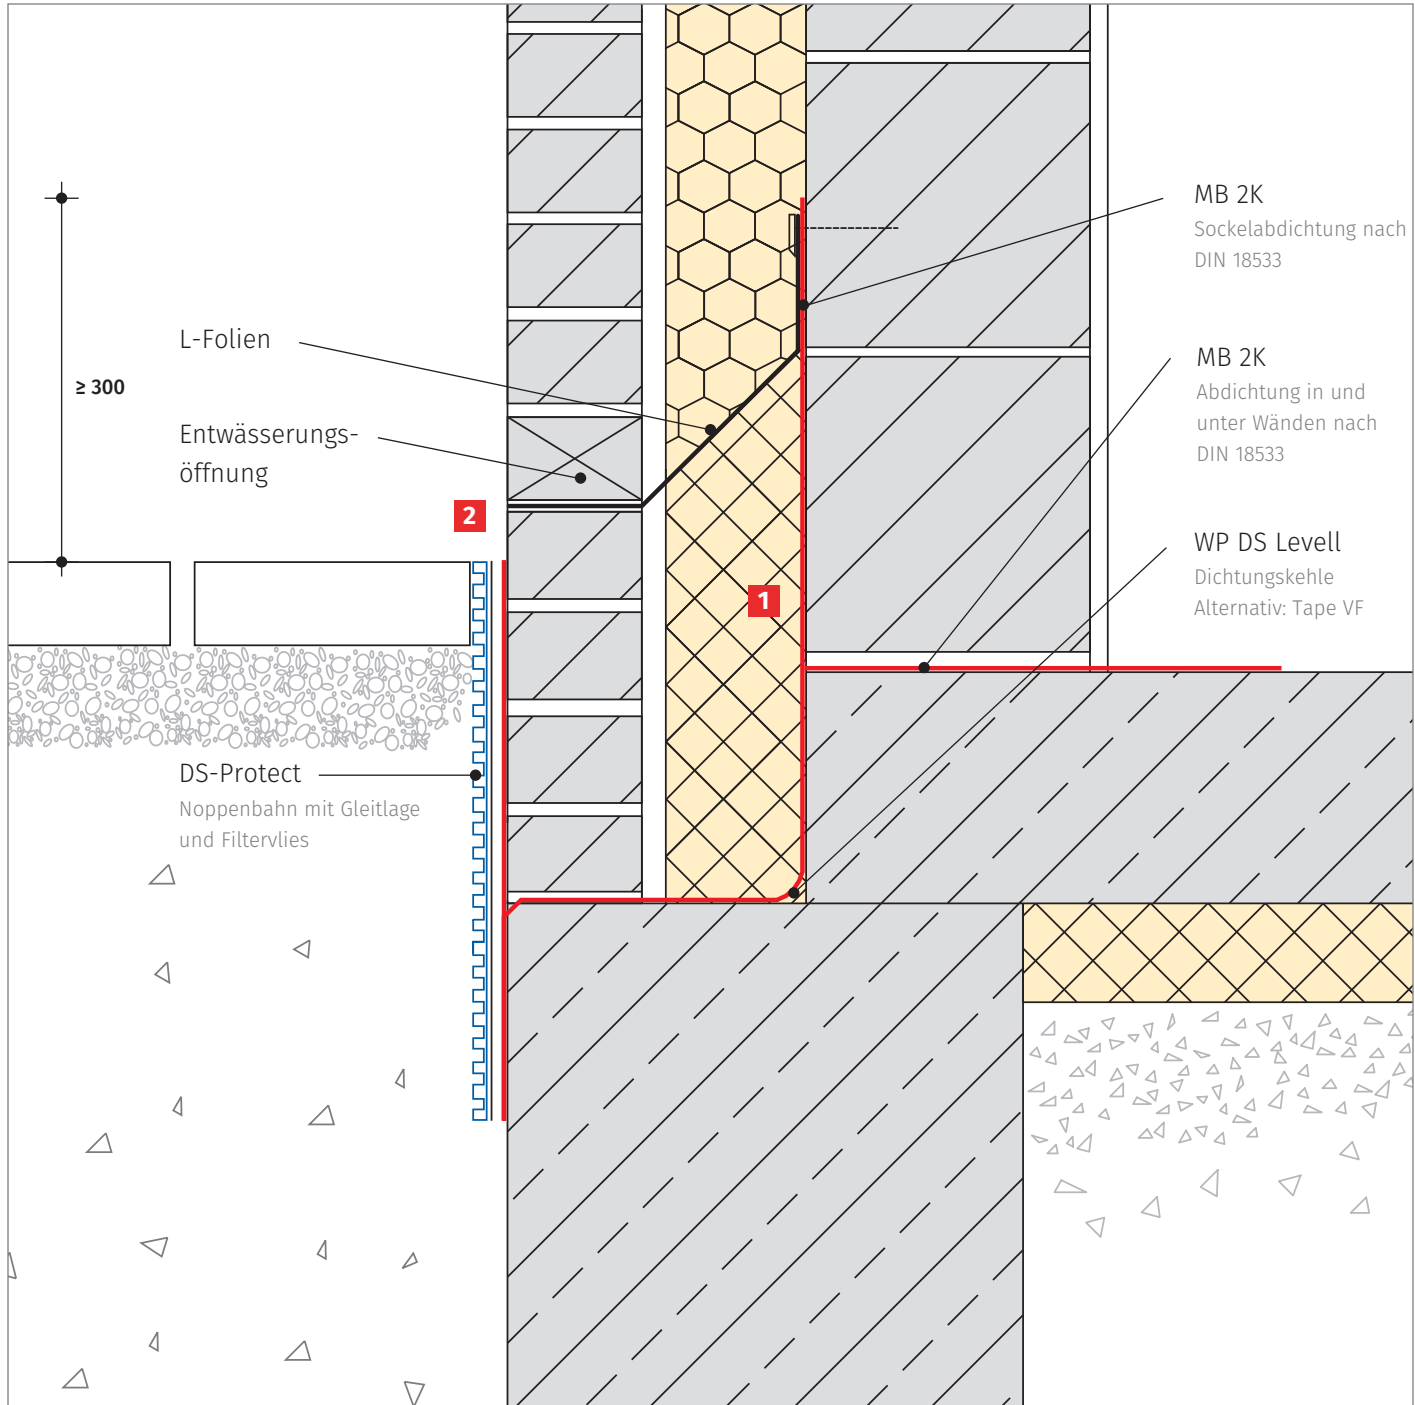 MB 2K
Sockelabdichtung nach
DIN 18533
L-Folien
≥ 300
MB 2K
Abdichtung in und
unter Wänden nach
DIN 18533
Entwässerungs-
öffnung
2
WP DS Levell
Dichtungskehle
Alternativ: Tape VF
1
DS-Protect
Noppenbahn mit Gleitlage
und Filtervlies